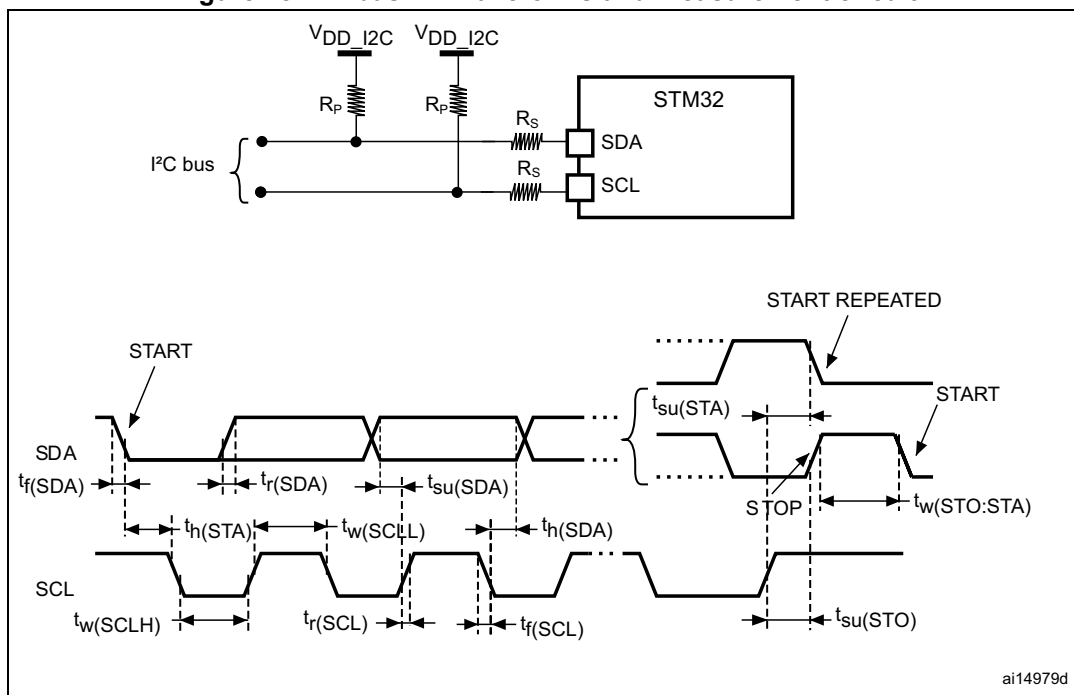 VDD_I2C VDD_I2C
STM32
RP RP
RS
SDA
I²C bus
RS
SCL
START REPEATED
START
tsu(STA)
START
SDA
tf(SDA)
tr(SDA)
tsu(SDA)
STOP
tw(STO:STA)
th(STA)
tw(SCLL)
th(SDA)
SCL
tw(SCLH)
tr(SCL)
tf(SCL)
tsu(STO)
ai14979d